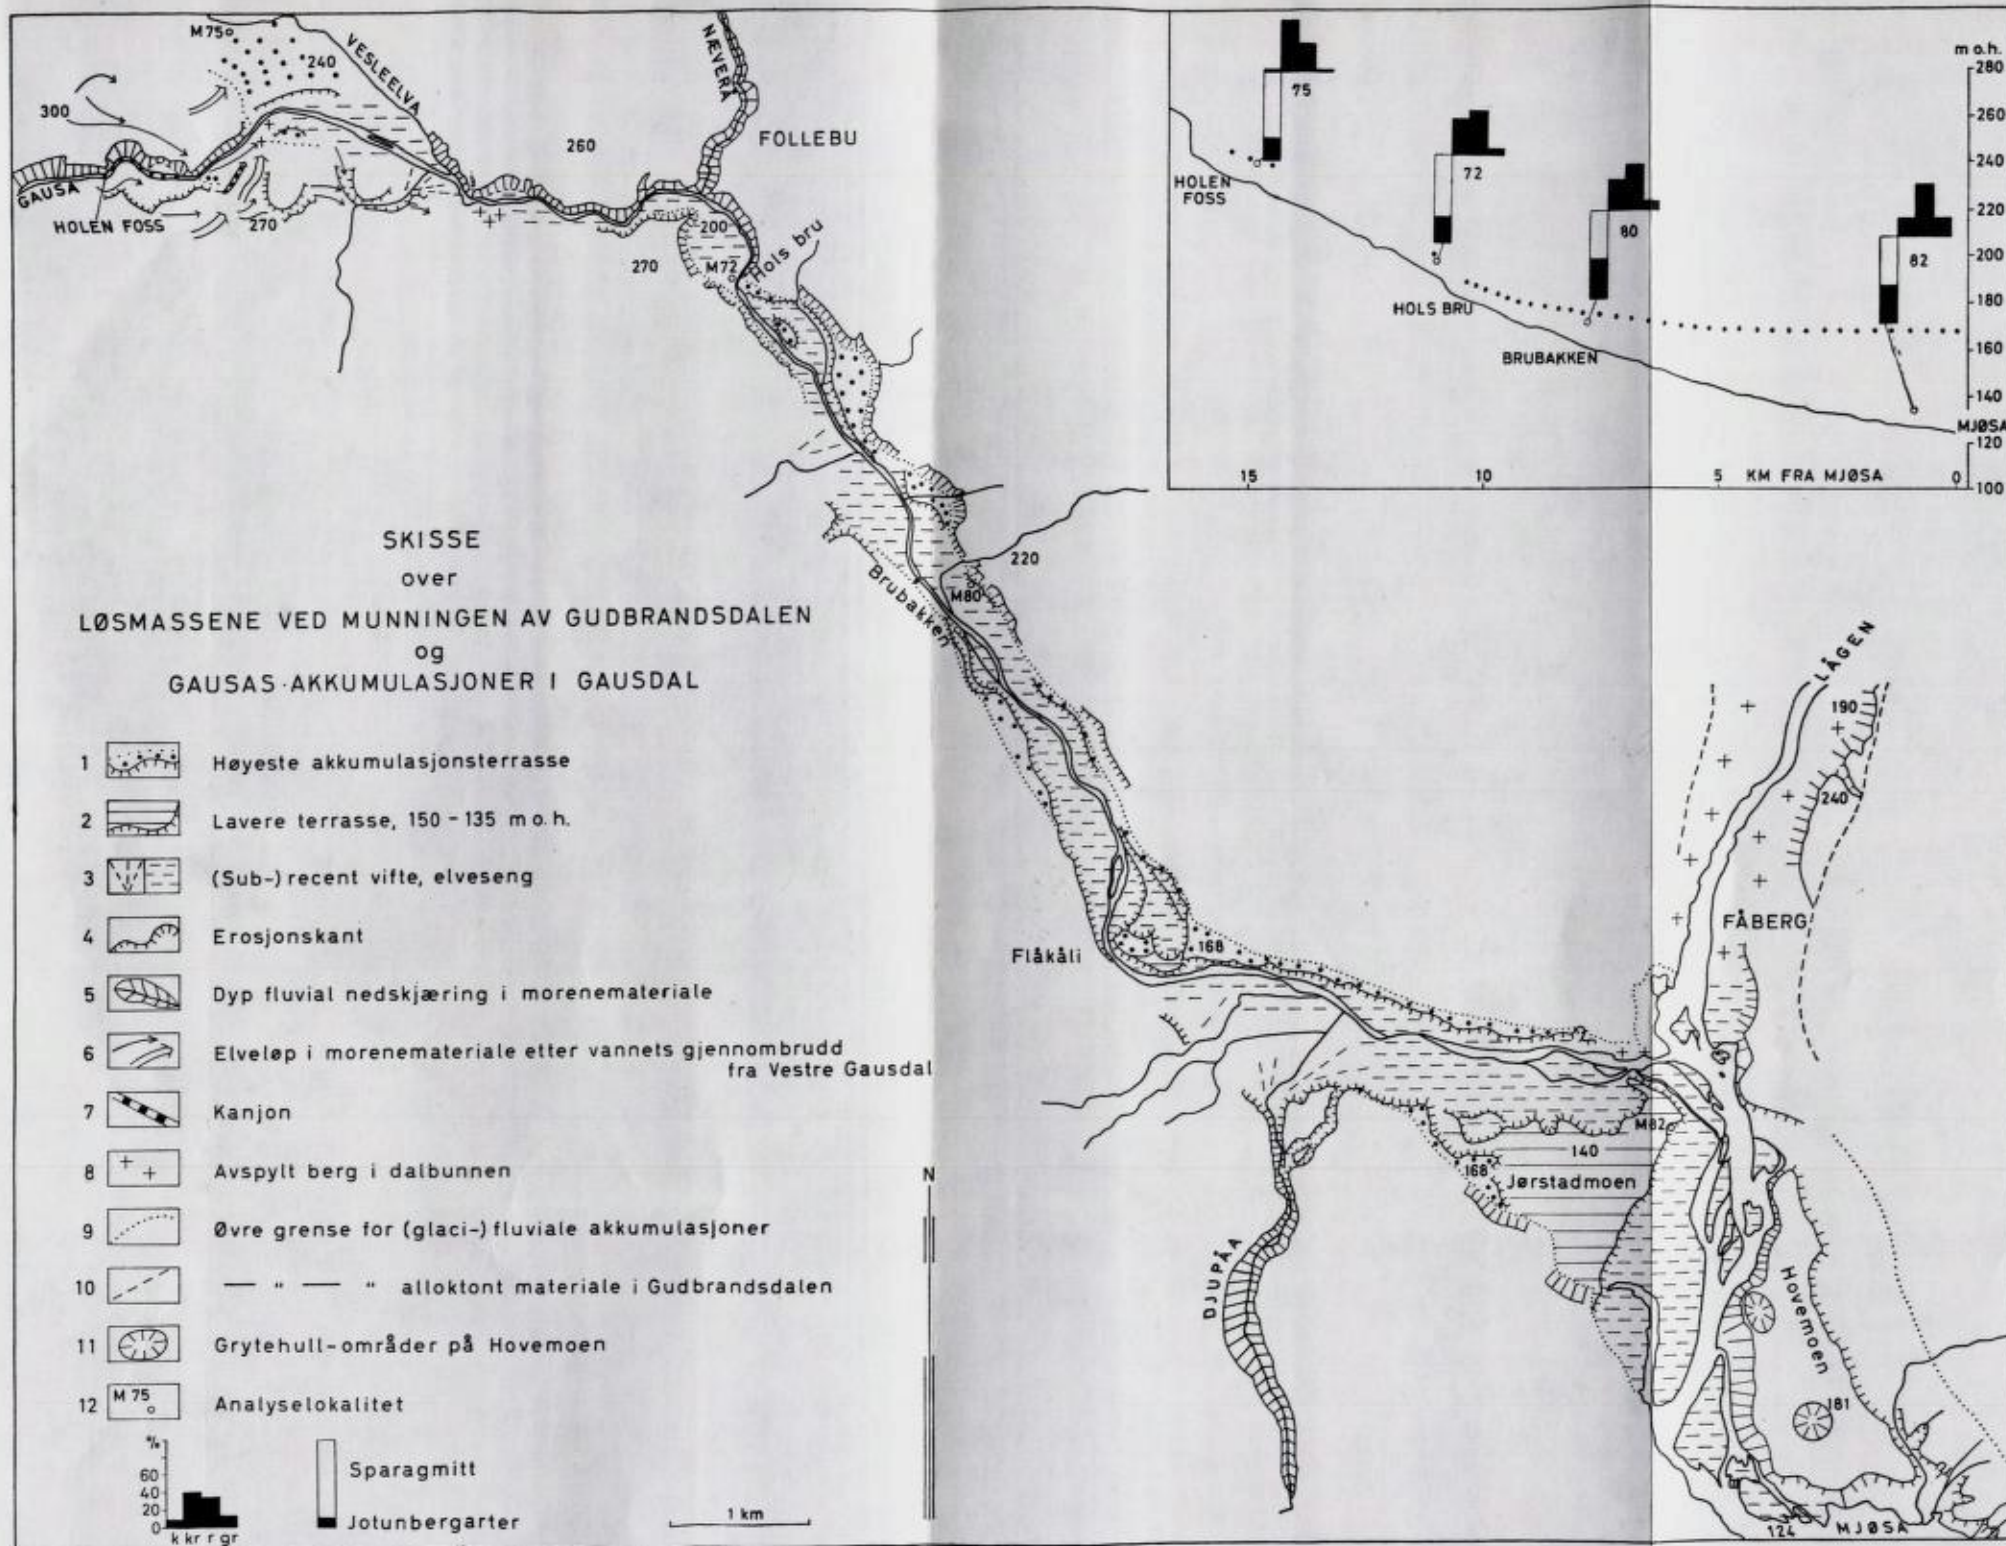 M75
VESLEELVA
240
300
GAUSA
HOLEN FOSS
270
260
NÆVERÅ
FOLLEBU
200
270
M72
Hols bru
m o.h.
280
260
240
220
200
180
160
140
MJØSA
120
100
75
72
80
82
HOLEN
FOSS
HOLS BRU
BRUBAKKEN
15
10
5
KM FRA MJØSA
0
SKISSE
over
LØSMASSENE VED MUNNINGEN AV GUDBRANDSDALEN
og
GAUSAS AKKUMULASJONER I GAUSDAL
1 Høyeste akkumulasjonsterrasse
2 Lavere terrasse, 150 - 135 m o.h.
3 (Sub-) recent vifte, elveseng
4 Erosjonskant
5 Dyp fluvial nedskjæring i morenemateriale
6 Elveløp i morenemateriale etter vannets gjennombrudd
fra Vestre Gausdal
7 Kanjon
8 Avspylt berg i dalbunnen
9 Øvre grense for (glaci-) fluviale akkumulasjoner
10 — " — " alloktont materiale i Gudbrandsdalen
11 Grytehull-områder på Hovemoen
12 M 75 Analyselokalitet
%
60
40
20
0
k kr r gr
Sparagmitt
Jotunbergarter
1 km
N
220
Brubakken
M80
Flåkåli
168
LÅGEN
190
240
FÅBERG
M82
140
168
Jørstadmoen
DJUPÅA
Hovemoen
181
124
MJØSA